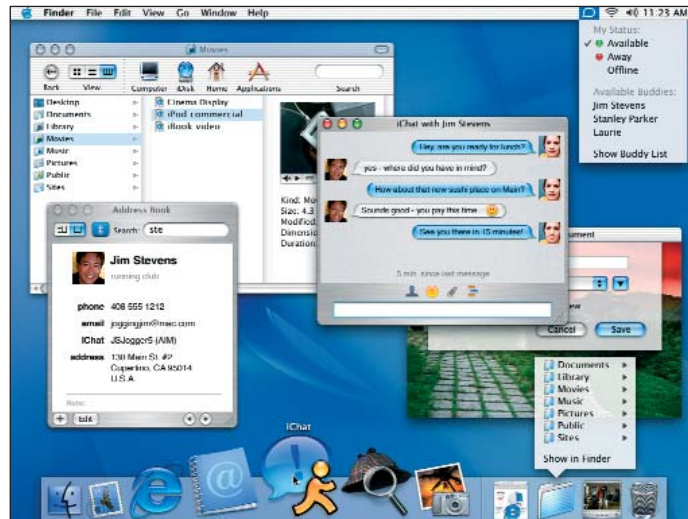 Finder File Edit View Go Window Help
11:23 AM
My Status:
Available
Away
Offline
Available Buddies:
Jim Stevens
Stanley Parker
Laurie
Show Buddy List
Movies
Back View Computer iDisk Home Applications Search
Desktop
Documents
Library
Movies
Music
Pictures
Public
Sites
Cinema Display
iPod commercial
iBook video
Kind: Mov
Size: 4.3
Modified:
Dimensio
Duration:
iChat with Jim Stevens
Hey, are you ready for lunch?
yes - where did you have in mind?
How about that new sushi place on Main?
Sounds good - you pay this time
See you there in 15 minutes!
5 min. since last message
Address Book
Search: ste
Jim Stevens
running club
phone 408 555 1212
email joggingjim@mac.com
iChat JSJogger5 (AIM)
address 130 Main St. #2
Cupertino, CA 95014
U.S.A.
Note:
Edit
ument
ew
Cancel Save
Documents
Library
Movies
Music
Pictures
Public
Sites
Show in Finder
iChat